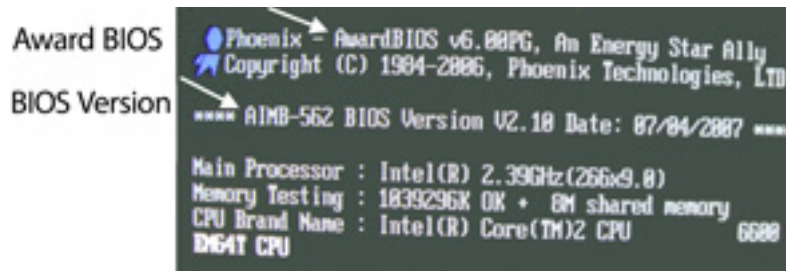 Award BIOS
Phoenix - AwardBIOS v6.00PG, An Energy Star Ally
Copyright (C) 1984-2006, Phoenix Technologies, LTD
BIOS Version
**** AIMB-562 BIOS Version V2.10 Date: 07/04/2007 ****
Main Processor : Intel(R) 2.39GHz(266x9.0)
Memory Testing : 1039296K OK + 8M shared memory
CPU Brand Name : Intel(R) Core(TM)2 CPU 6600
EM64T CPU